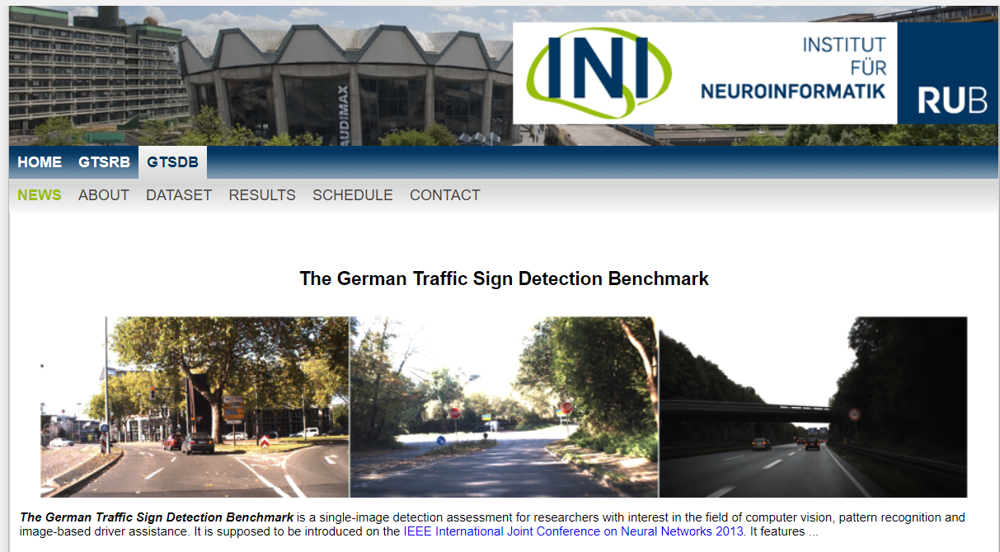 AUDIMAX
INI
INSTITUT
FÜR
NEUROINFORMATIK
RUB
HOME GTSRB GTSDB
NEWS ABOUT DATASET RESULTS SCHEDULE CONTACT
The German Traffic Sign Detection Benchmark
The German Traffic Sign Detection Benchmark is a single-image detection assessment for researchers with interest in the field of computer vision, pattern recognition and
image-based driver assistance. It is supposed to be introduced on the IEEE International Joint Conference on Neural Networks 2013. It features ...